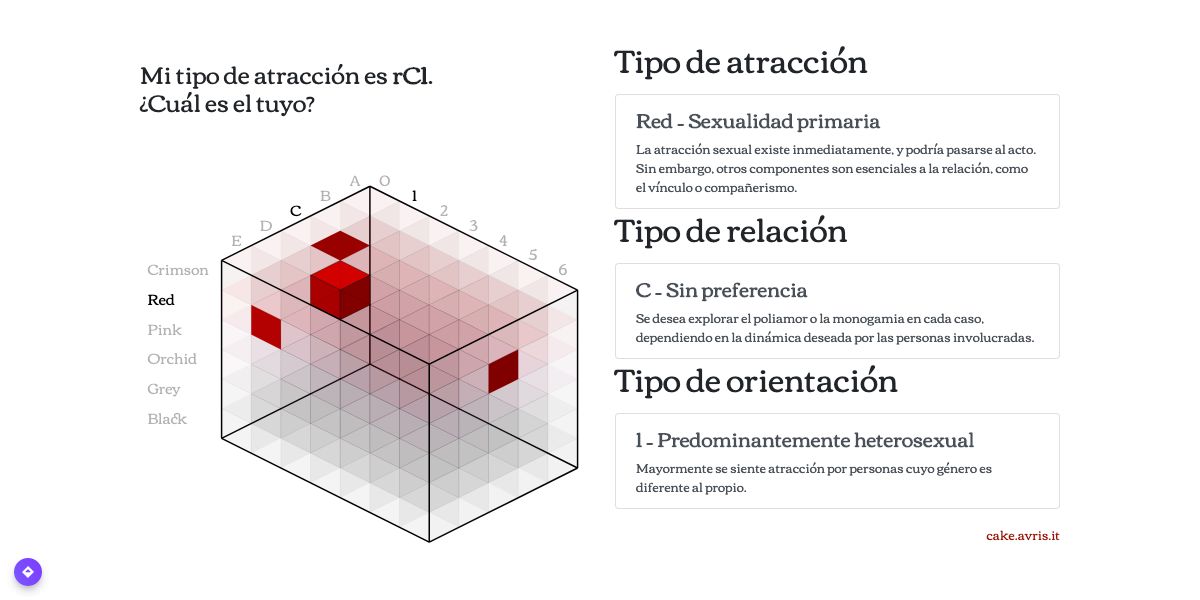 Mi tipo de atracción es rC1.
¿Cuál es el tuyo?
A
0
B
1
C
2
D
3
E
4
5
6
Crimson
Red
Pink
Orchid
Grey
Black
Tipo de atracción
Red - Sexualidad primaria
La atracción sexual existe inmediatamente, y podría pasarse al acto.
Sin embargo, otros componentes son esenciales a la relación, como
el vínculo o compañerismo.
Tipo de relación
C - Sin preferencia
Se desea explorar el poliamor o la monogamia en cada caso,
dependiendo en la dinámica deseada por las personas involucradas.
Tipo de orientación
1 - Predominantemente heterosexual
Mayormente se siente atracción por personas cuyo género es
diferente al propio.
cake.avris.it